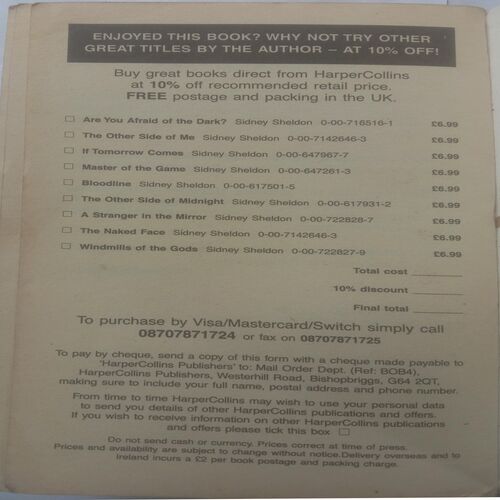 ENJOYED THIS BOOK? WHY NOT TRY OTHER
GREAT TITLES BY THE AUTHOR – AT 10% OFF!
Buy great books direct from HarperCollins
at 10% off recommended retail price.
FREE postage and packing in the UK.
Are You Afraid of the Dark? Sidney Sheldon 0-00-716516-1 £6.99
The Other Side of Me Sidney Sheldon 0-00-7142646-3 £6.99
If Tomorrow Comes Sidney Sheldon 0-00-647967-7 £6.99
Master of the Game Sidney Sheldon 0-00-647261-3 £6.99
Bloodline Sidney Sheldon 0-00-617501-5 £6.99
The Other Side of Midnight Sidney Sheldon 0-00-617931-2 £6.99
A Stranger in the Mirror Sidney Sheldon 0-00-722828-7 £6.99
The Naked Face Sidney Sheldon 0-00-7142646-3 £6.99
Windmills of the Gods Sidney Sheldon 0-00-722827-9 £6.99
Total cost
10% discount
Final total
To purchase by Visa/Mastercard/Switch simply call
08707871724 or fax on 08707871725
To pay by cheque, send a copy of this form with a cheque made payable to
'HarperCollins Publishers' to: Mail Order Dept. (Ref: BOB4),
HarperCollins Publishers, Westerhill Road, Bishopbriggs, G64 2QT,
making sure to include your full name, postal address and phone number.
From time to time HarperCollins may wish to use your personal data
to send you details of other HarperCollins publications and offers.
If you wish to receive information on other HarperCollins publications
and offers please tick this box
Do not send cash or currency. Prices correct at time of press.
Prices and availability are subject to change without notice.Delivery overseas and to
Ireland incurs a £2 per book postage and packing charge.